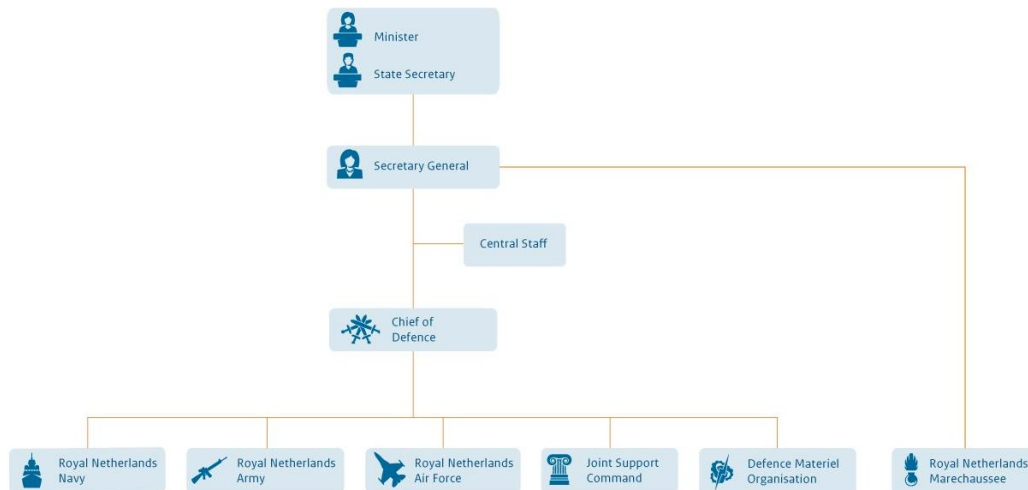 Minister
State Secretary
Secretary General
Central Staff
Chief of
Defence
Royal Netherlands
Navy
Royal Netherlands
Army
Royal Netherlands
Air Force
Joint Support
Command
Defence Materiel
Organisation
Royal Netherlands
Marechaussee